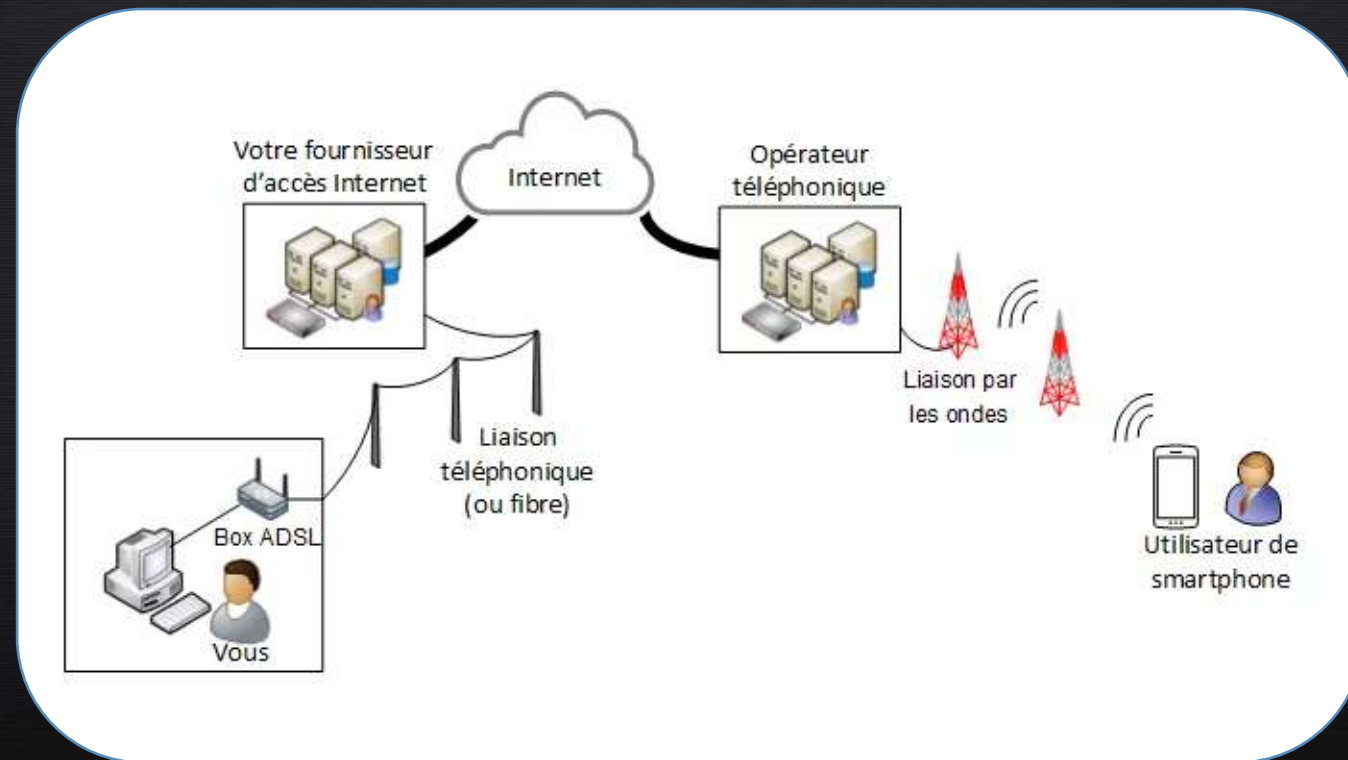 Votre fournisseur
d'accès Internet
Internet
Opérateur
téléphonique
Liaison par
les ondes
Liaison
téléphonique
(ou fibre)
Box ADSL
Vous
Utilisateur de
smartphone